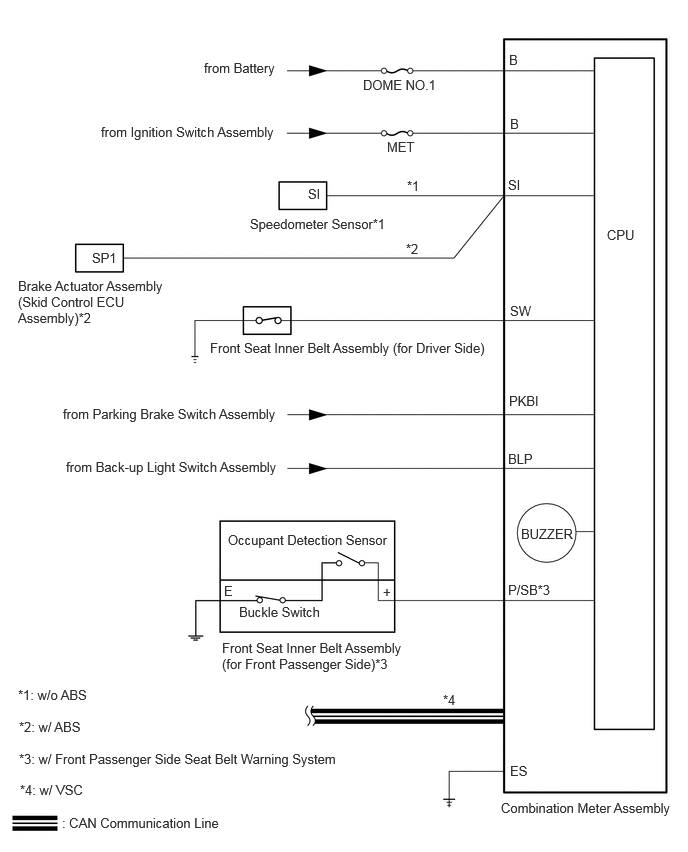 from Battery
DOME NO.1
B
from Ignition Switch Assembly
MET
B
SI
*1
SI
Speedometer Sensor*1
CPU
SP1
*2
Brake Actuator Assembly
(Skid Control ECU
Assembly)*2
SW
Front Seat Inner Belt Assembly (for Driver Side)
PKBI
from Parking Brake Switch Assembly
BLP
from Back-up Light Switch Assembly
BUZZER
Occupant Detection Sensor
E
+
Buckle Switch
P/SB*3
Front Seat Inner Belt Assembly
(for Front Passenger Side)*3
*4
*1: w/o ABS
*2: w/ ABS
*3: w/ Front Passenger Side Seat Belt Warning System
*4: w/ VSC
ES
Combination Meter Assembly
: CAN Communication Line